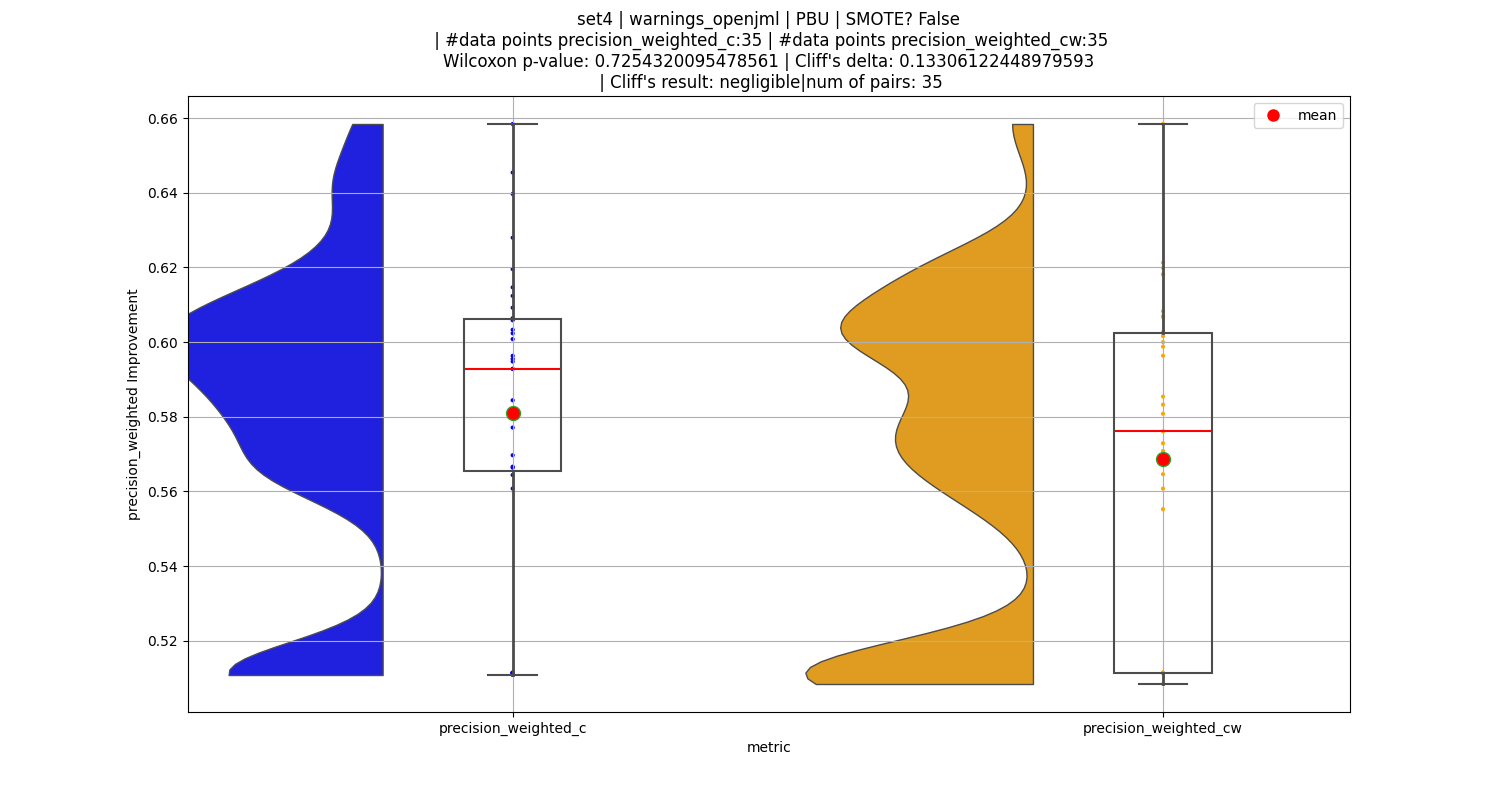 set4 | warnings_openjml | PBU | SMOTE? False
| #data points precision_weighted_c:35 | #data points precision_weighted_cw:35
Wilcoxon p-value: 0.7254320095478561 | Cliff's delta: 0.13306122448979593
| Cliff's result: negligible|num of pairs: 35
mean
0.66
0.64
0.62
0.60
0.58
0.56
0.54
0.52
precision_weighted Improvement
precision_weighted_c
precision_weighted_cw
metric